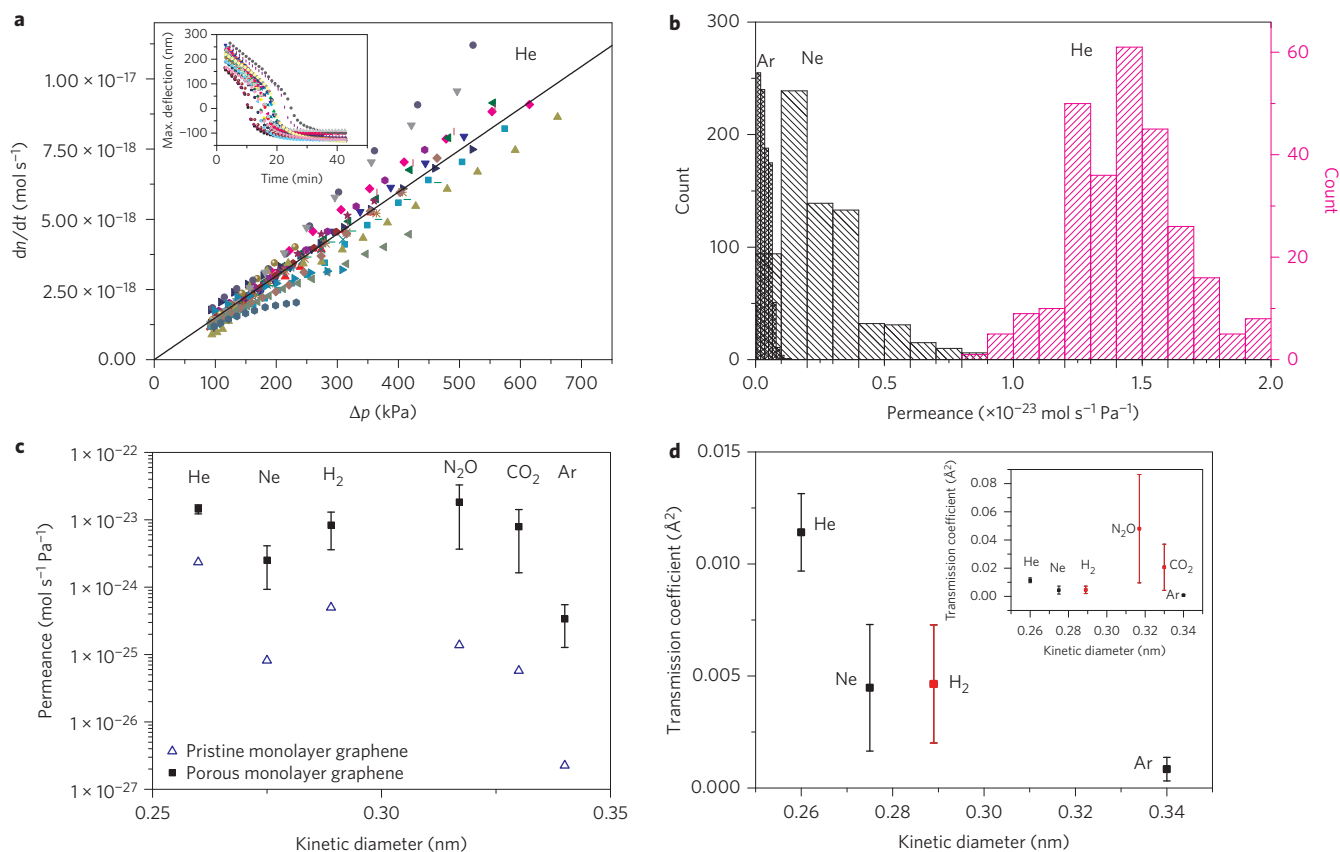 a
He
dn/dt (mol s⁻¹)
1.00 × 10⁻¹⁷
7.50 × 10⁻¹⁸
5.00 × 10⁻¹⁸
2.50 × 10⁻¹⁸
0.00
0 100 200 300 400 500 600 700
Δp (kPa)
Max. deflection (nm)
300
200
100
0
−100
0 20 40
Time (min)
b
Ar
Ne
He
Count
300
200
100
0
0.0 0.5 1.0 1.5 2.0
Permeance (×10⁻²³ mol s⁻¹ Pa⁻¹)
60
40
20
0
Count
c
Permeance (mol s⁻¹ Pa⁻¹)
1 × 10⁻²²
1 × 10⁻²³
1 × 10⁻²⁴
1 × 10⁻²⁵
1 × 10⁻²⁶
1 × 10⁻²⁷
He Ne H₂ N₂O CO₂ Ar
Pristine monolayer graphene
Porous monolayer graphene
0.25 0.30 0.35
Kinetic diameter (nm)
d
Transmission coefficient (Å²)
0.015
0.010
0.005
0.000
He
Ne
H₂
Ar
0.26 0.28 0.30 0.32 0.34
Kinetic diameter (nm)
Transmission coefficient (Å²)
0.08
0.06
0.04
0.02
0.00
He
Ne
H₂
N₂O
CO₂
Ar
0.26 0.28 0.30 0.32 0.34
Kinetic diameter (nm)